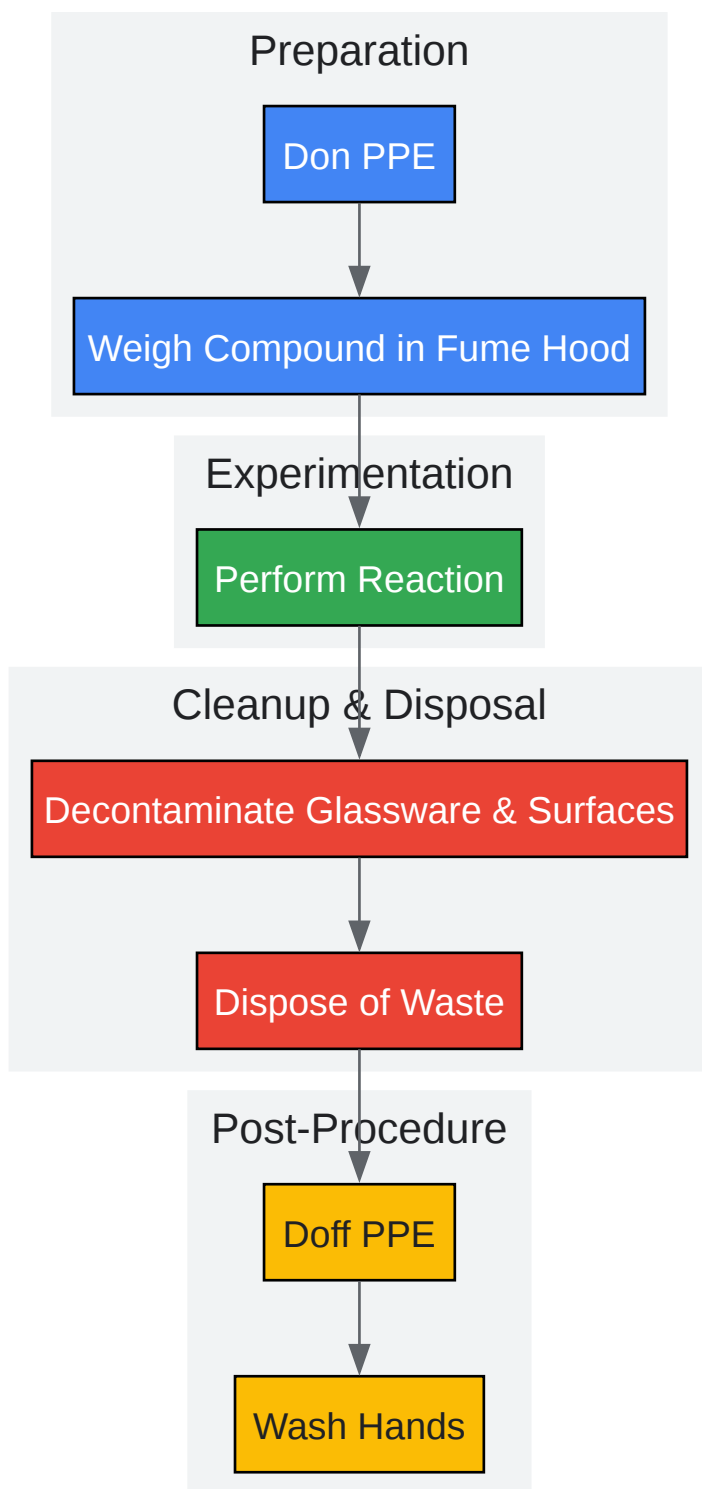 Preparation
Don PPE
Weigh Compound in Fume Hood
Experimentation
Perform Reaction
Cleanup & Disposal
Decontaminate Glassware & Surfaces
Dispose of Waste
Post-Procedure
Doff PPE
Wash Hands